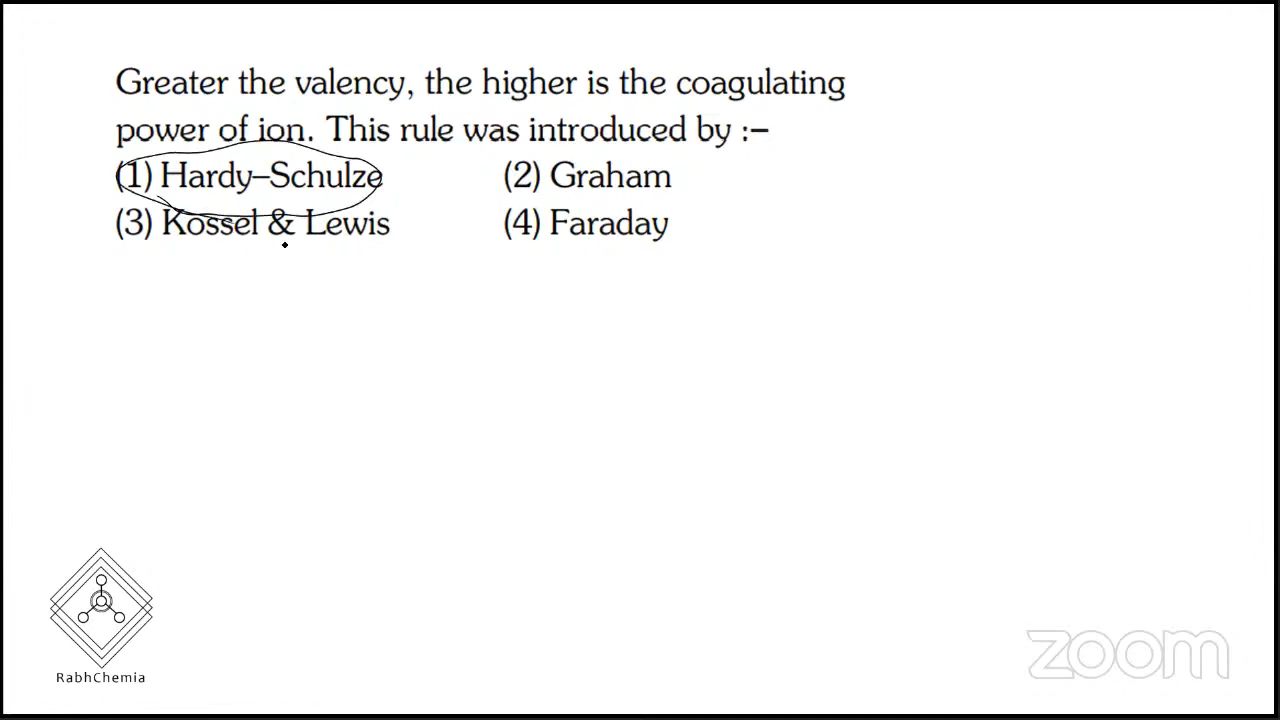 Greater the valency, the higher is the coagulating
power of ion. This rule was introduced by :–
(1) Hardy–Schulze (2) Graham
(3) Kossel & Lewis (4) Faraday
RabhChemia
zoom